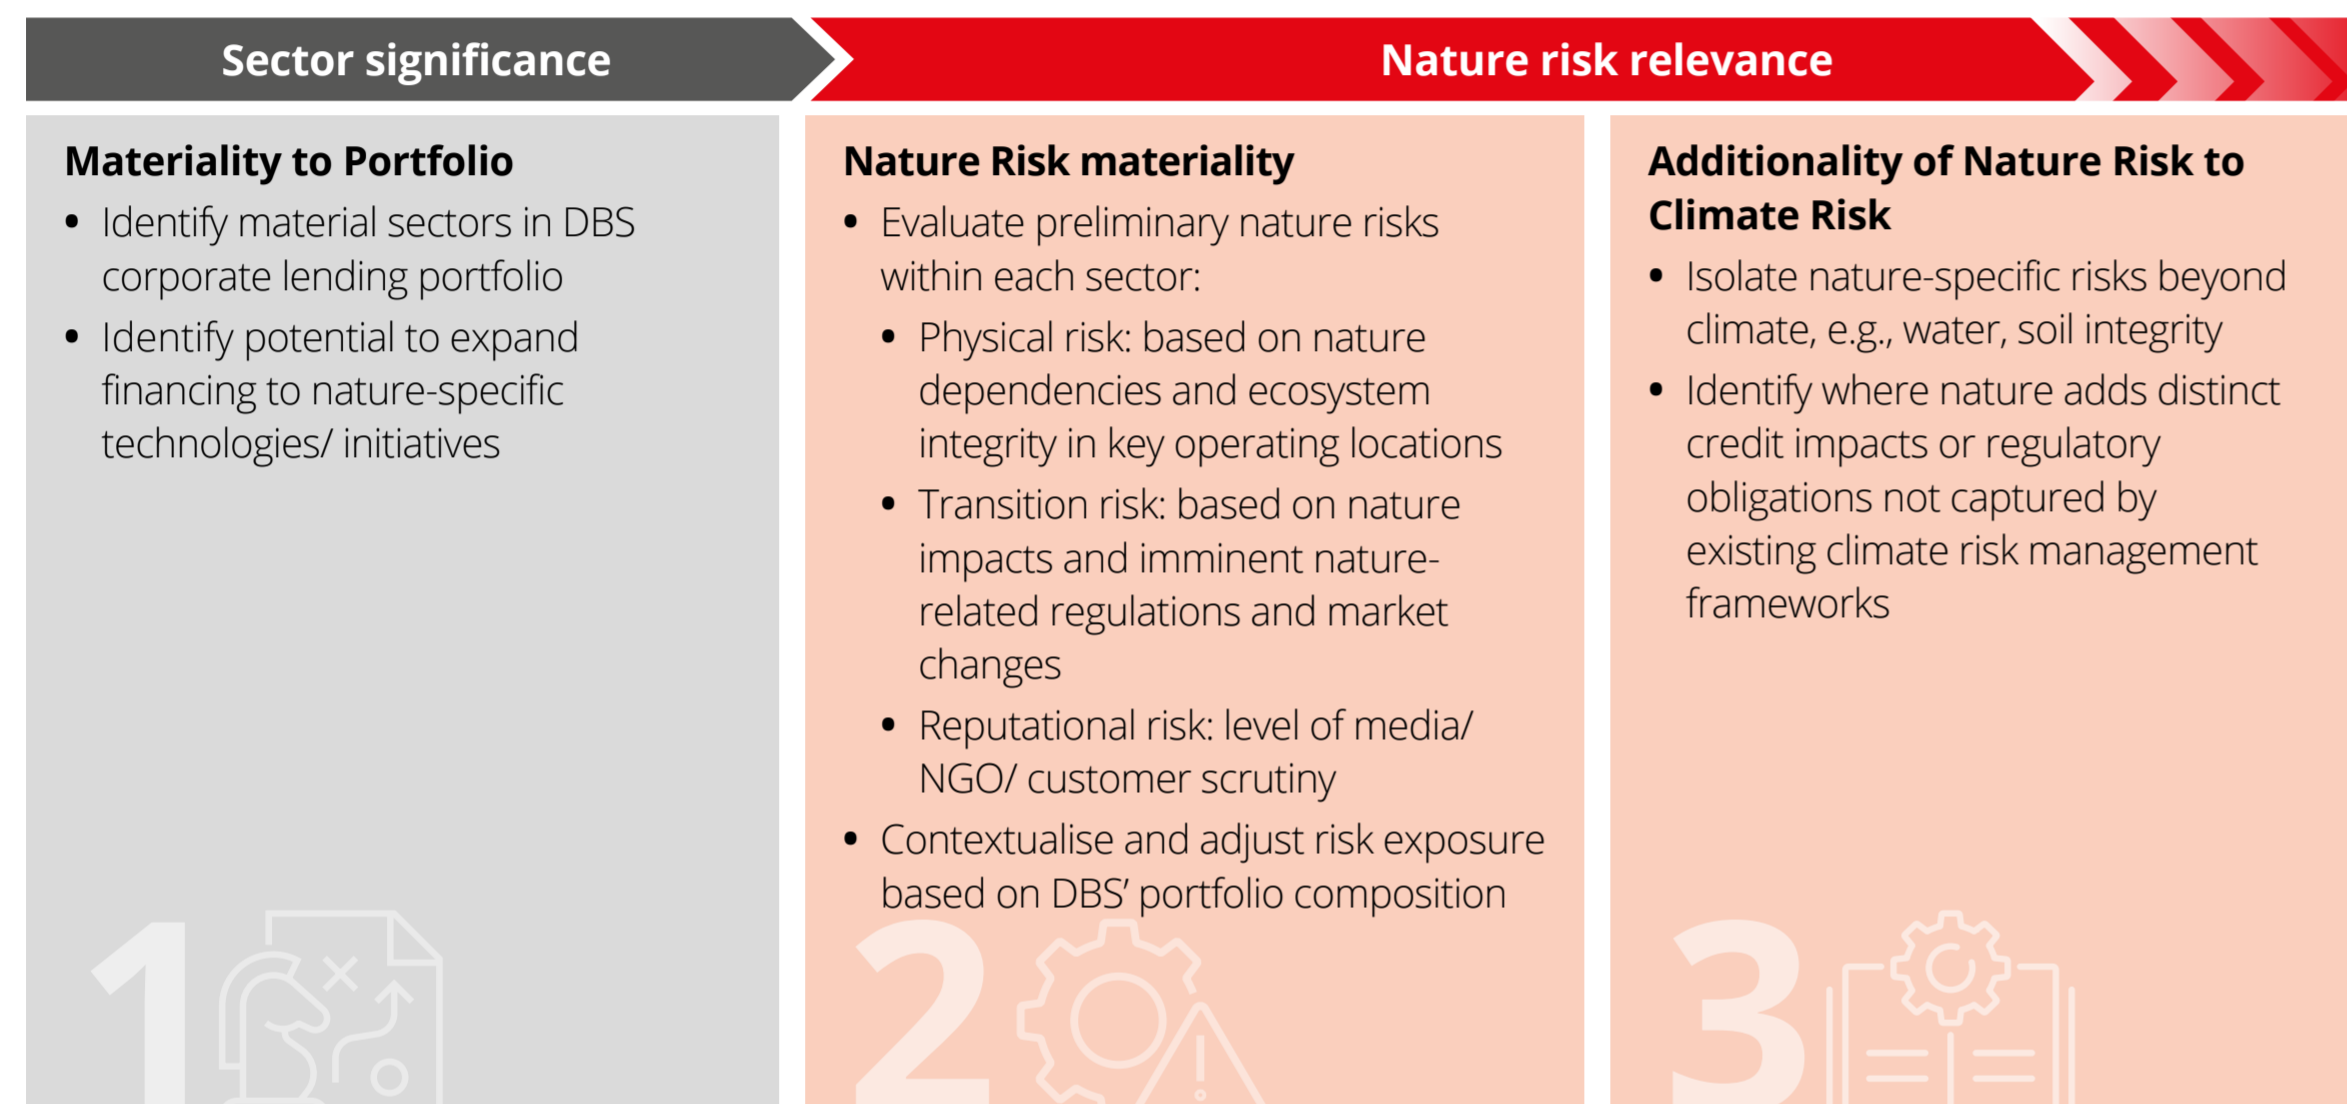 Sector significance
Nature risk relevance
Materiality to Portfolio
• Identify material sectors in DBS
corporate lending portfolio
• Identify potential to expand
financing to nature-specific
technologies/ initiatives
1
Nature Risk materiality
• Evaluate preliminary nature risks
within each sector:
• Physical risk: based on nature
dependencies and ecosystem
integrity in key operating locations
• Transition risk: based on nature
impacts and imminent nature-
related regulations and market
changes
• Reputational risk: level of media/
NGO/ customer scrutiny
• Contextualise and adjust risk exposure
based on DBS’ portfolio composition
2
Additionality of Nature Risk to
Climate Risk
• Isolate nature-specific risks beyond
climate, e.g., water, soil integrity
• Identify where nature adds distinct
credit impacts or regulatory
obligations not captured by
existing climate risk management
frameworks
3